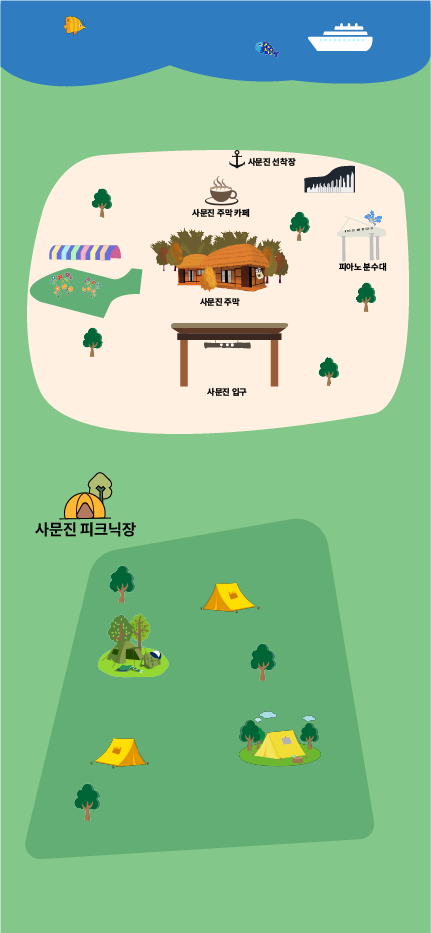 사문진 선착장
사문진 주막 카페
피아노 분수대
사문진 주막
사문진 입구
사문진 피크닉장